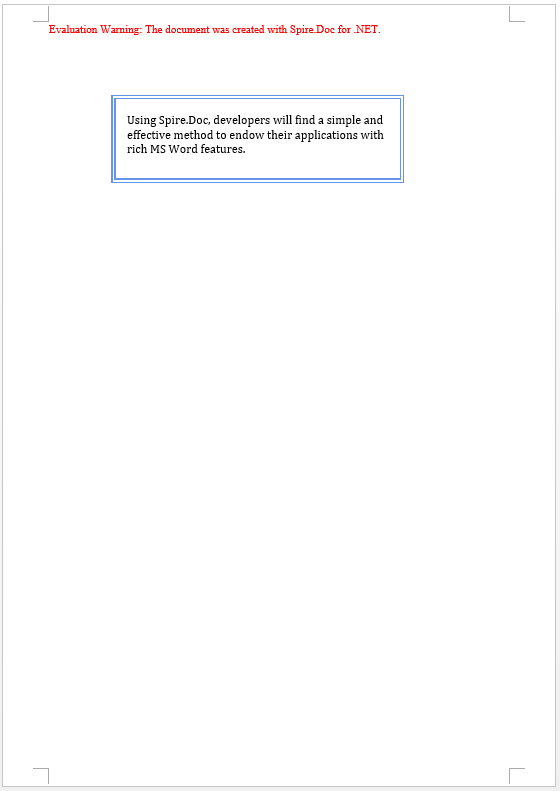 Evaluation Warning: The document was created with Spire.Doc for .NET.
Using Spire.Doc, developers will find a simple and
effective method to endow their applications with
rich MS Word features.